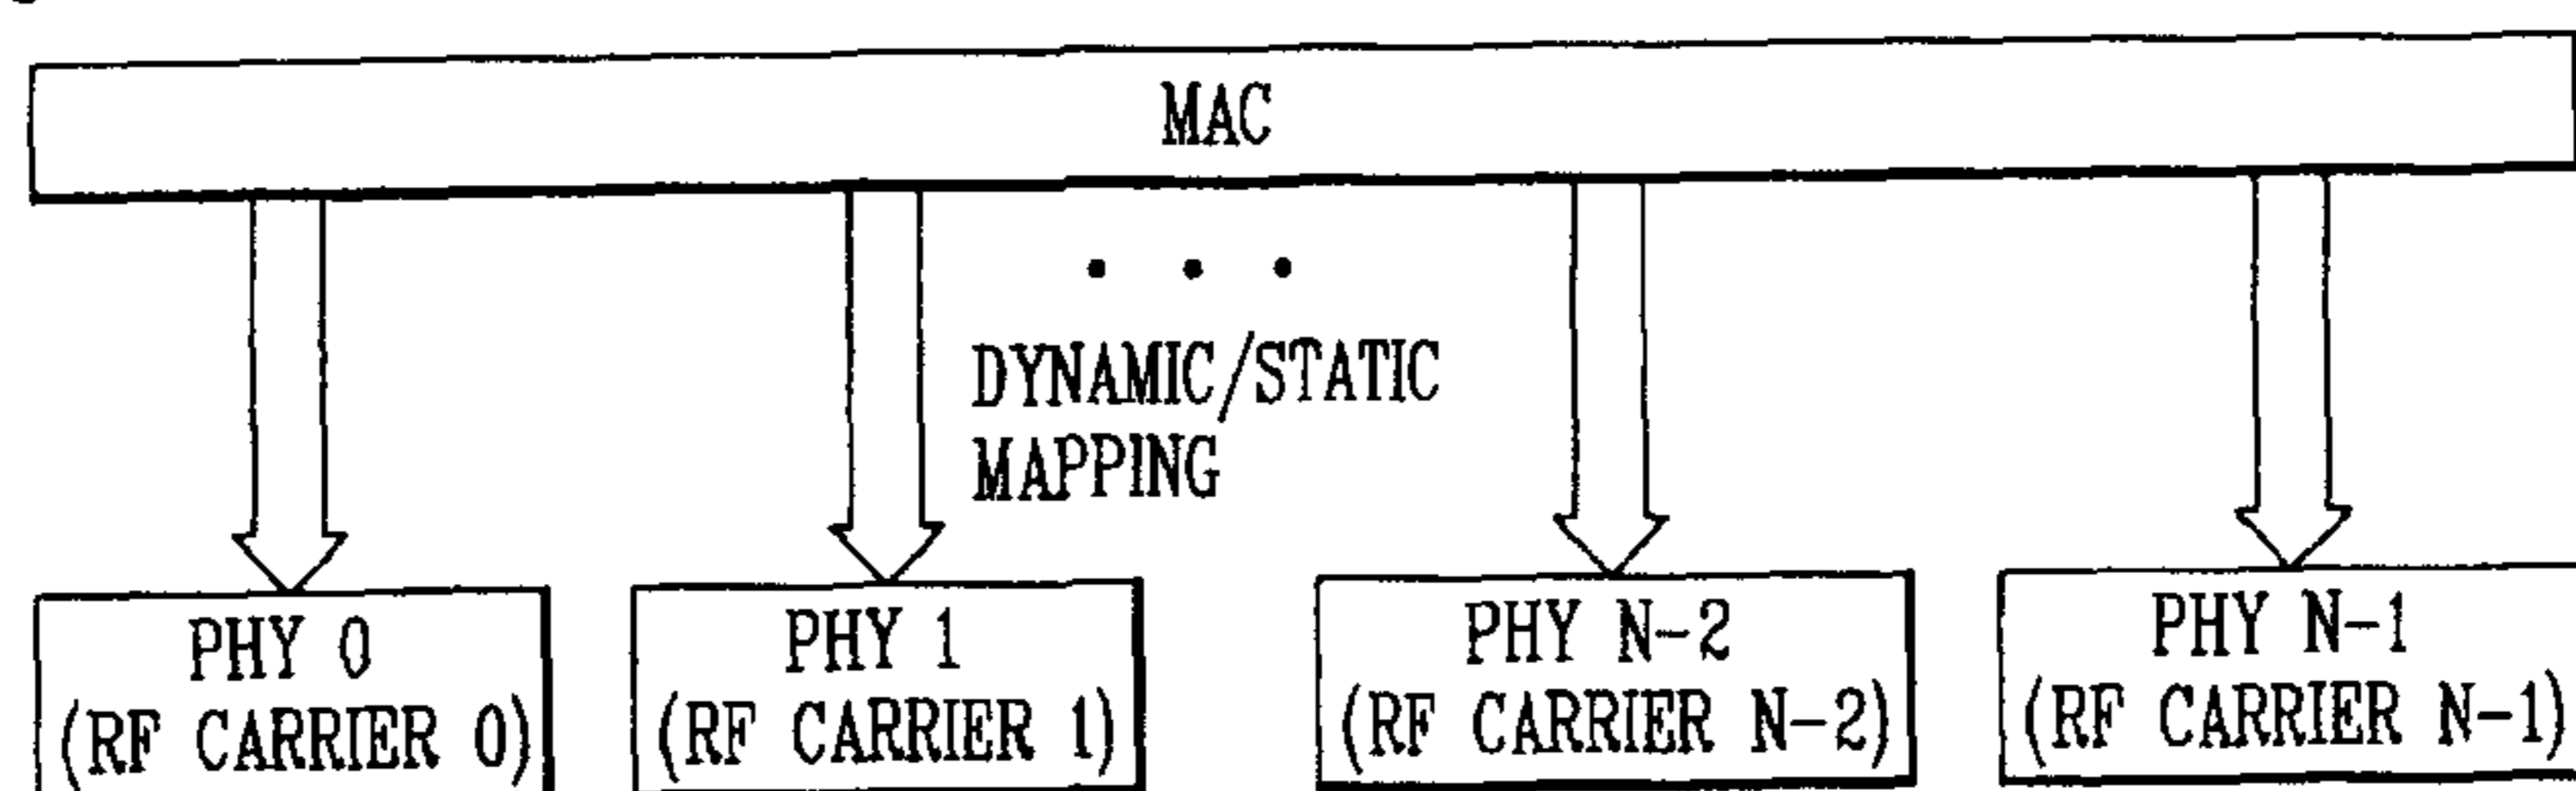 MAC
• • •
DYNAMIC/STATIC
MAPPING
PHY 0
(RF CARRIER 0)
PHY 1
(RF CARRIER 1)
PHY N-2
(RF CARRIER N-2)
PHY N-1
(RF CARRIER N-1)